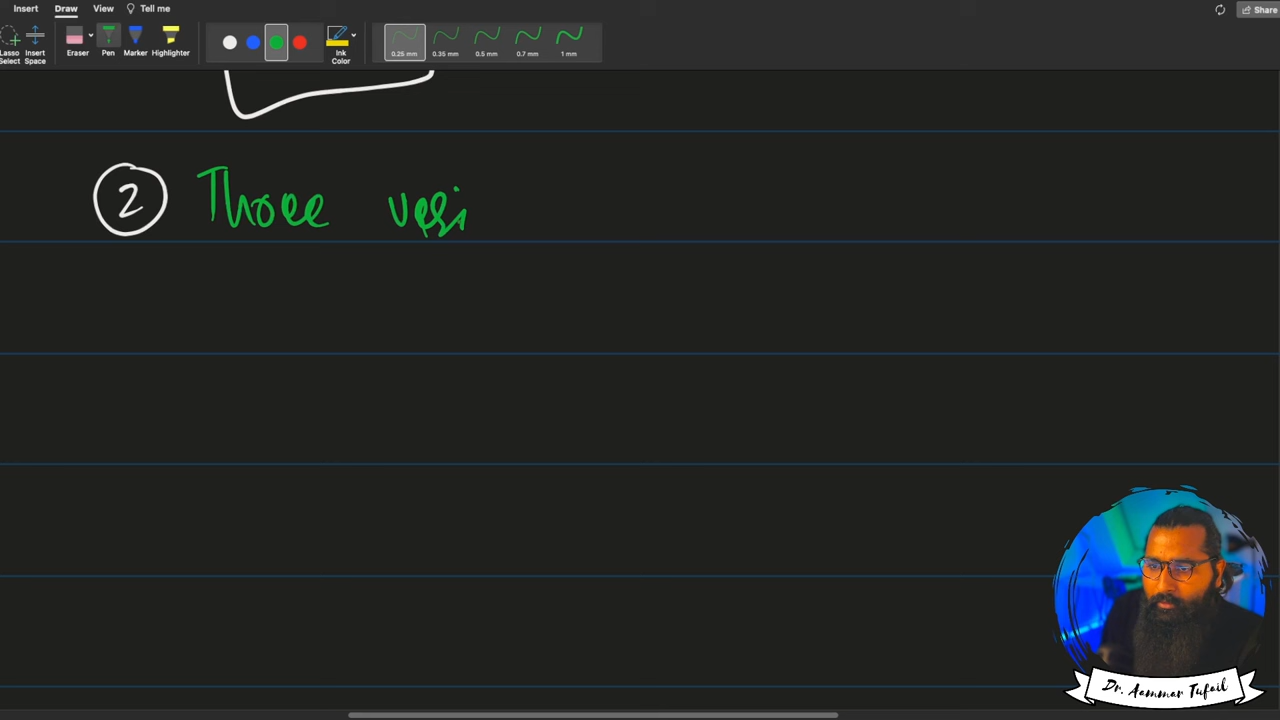 Insert Draw View Tell me
Share
Lasso Select
Insert Space
Eraser
Pen
Marker
Highlighter
Ink Color
0.25 mm
0.35 mm
0.5 mm
0.7 mm
1 mm
2 Those
Dr. Aammar Tufail